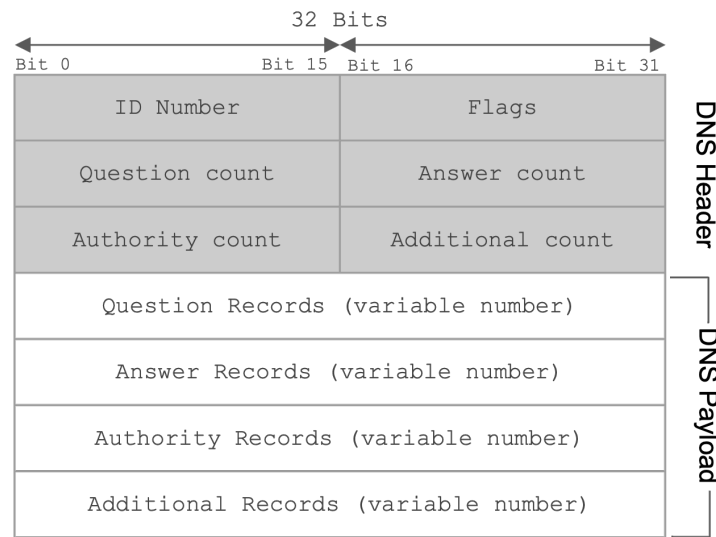 32 Bits
Bit 0 Bit 15 Bit 16 Bit 31
ID Number Flags
Question count Answer count
Authority count Additional count
DNS Header
Question Records (variable number)
Answer Records (variable number)
Authority Records (variable number)
Additional Records (variable number)
DNS Payload